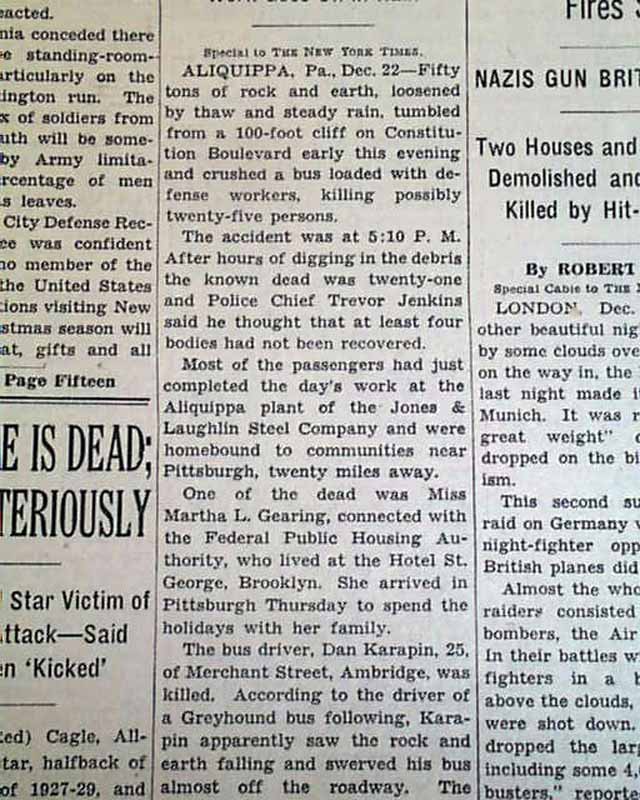 eacted.
nia conceded there
e standing-room-
articularly on the
ington run. The
x of soldiers from
uth will be some-
by Army limita-
rcentage of men
s leaves.
City Defense Rec-
ee was confident
no member of the
the United States
tions visiting New
stmas season will
at, gifts and all
Page Fifteen
E IS DEAD;
TERIOUSLY
Star Victim of
ttack—Said
en 'Kicked'
ted) Cagle, All-
tar, halfback of
of 1927-29, and
Special to THE NEW YORK TIMES.
ALIQUIPPA, Pa., Dec. 22—Fifty
tons of rock and earth, loosened
by thaw and steady rain, tumbled
from a 100-foot cliff on Constitu-
tion Boulevard early this evening
and crushed a bus loaded with de-
fense workers, killing possibly
twenty-five persons.
The accident was at 5:10 P. M.
After hours of digging in the debris
the known dead was twenty-one
and Police Chief Trevor Jenkins
said he thought that at least four
bodies had not been recovered.
Most of the passengers had just
completed the day's work at the
Aliquippa plant of the Jones &
Laughlin Steel Company and were
homebound to communities near
Pittsburgh, twenty miles away.
One of the dead was Miss
Martha L. Gearing, connected with
the Federal Public Housing Au-
thority, who lived at the Hotel St.
George, Brooklyn. She arrived in
Pittsburgh Thursday to spend the
holidays with her family.
The bus driver, Dan Karapin, 25,
of Merchant Street, Ambridge, was
killed. According to the driver of
a Greyhound bus following, Kara-
pin apparently saw the rock and
earth falling and swerved his bus
almost off the roadway. The
Fires S
NAZIS GUN BRIT
Two Houses and
Demolished and
Killed by Hit-
By ROBERT
Special Cable to THE N
LONDON, Dec.
other beautiful nig
by some clouds ove
on the way in, the
last night made i
Munich. It was r
great weight" o
dropped on the bi
ism.
This second su
raid on Germany w
night-fighter opp
British planes did
Almost the who
raiders consisted
bombers, the Air
In their battles w
fighters in a b
above the clouds,
were shot down.
dropped the larg
including some 4,0
busters," reporte